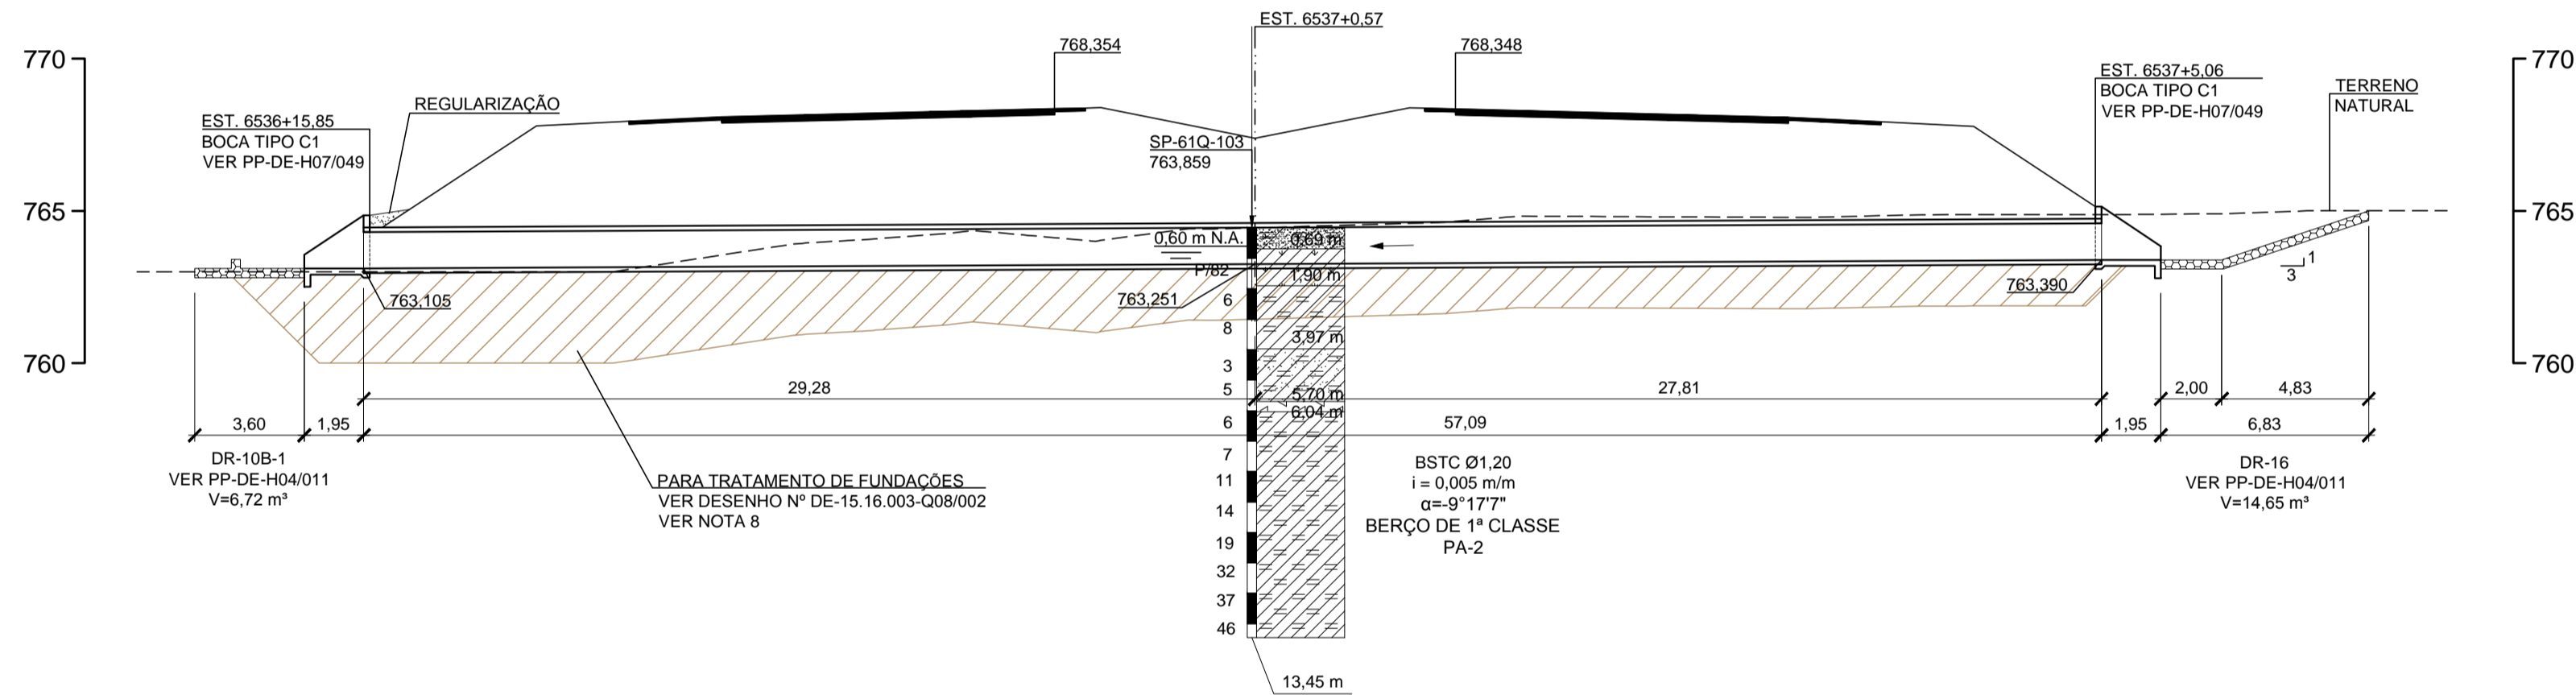 EST. 6537+0,57
768,354
768,348
770
770
EST. 6537+5,06
BOCA TIPO C1
VER PP-DE-H07/049
TERRENO
NATURAL
REGULARIZAÇÃO
EST. 6536+15,85
BOCA TIPO C1
VER PP-DE-H07/049
SP-61Q-103
763,859
765
765
0,60 m N.A.
0,69 m
P/82
1,90 m
1
3
763,105
763,251
763,390
6
8
3,97 m
760
760
3
5
29,28
27,81
2,00
4,83
5,70 m
6,04 m
3,60
1,95
6
57,09
1,95
6,83
DR-10B-1
VER PP-DE-H04/011
V=6,72 m³
PARA TRATAMENTO DE FUNDAÇÕES
VER DESENHO Nº DE-15.16.003-Q08/002
VER NOTA 8
7
11
14
19
32
37
46
BSTC Ø1,20
i = 0,005 m/m
α=-9°17'7"
BERÇO DE 1ª CLASSE
PA-2
DR-16
VER PP-DE-H04/011
V=14,65 m³
13,45 m